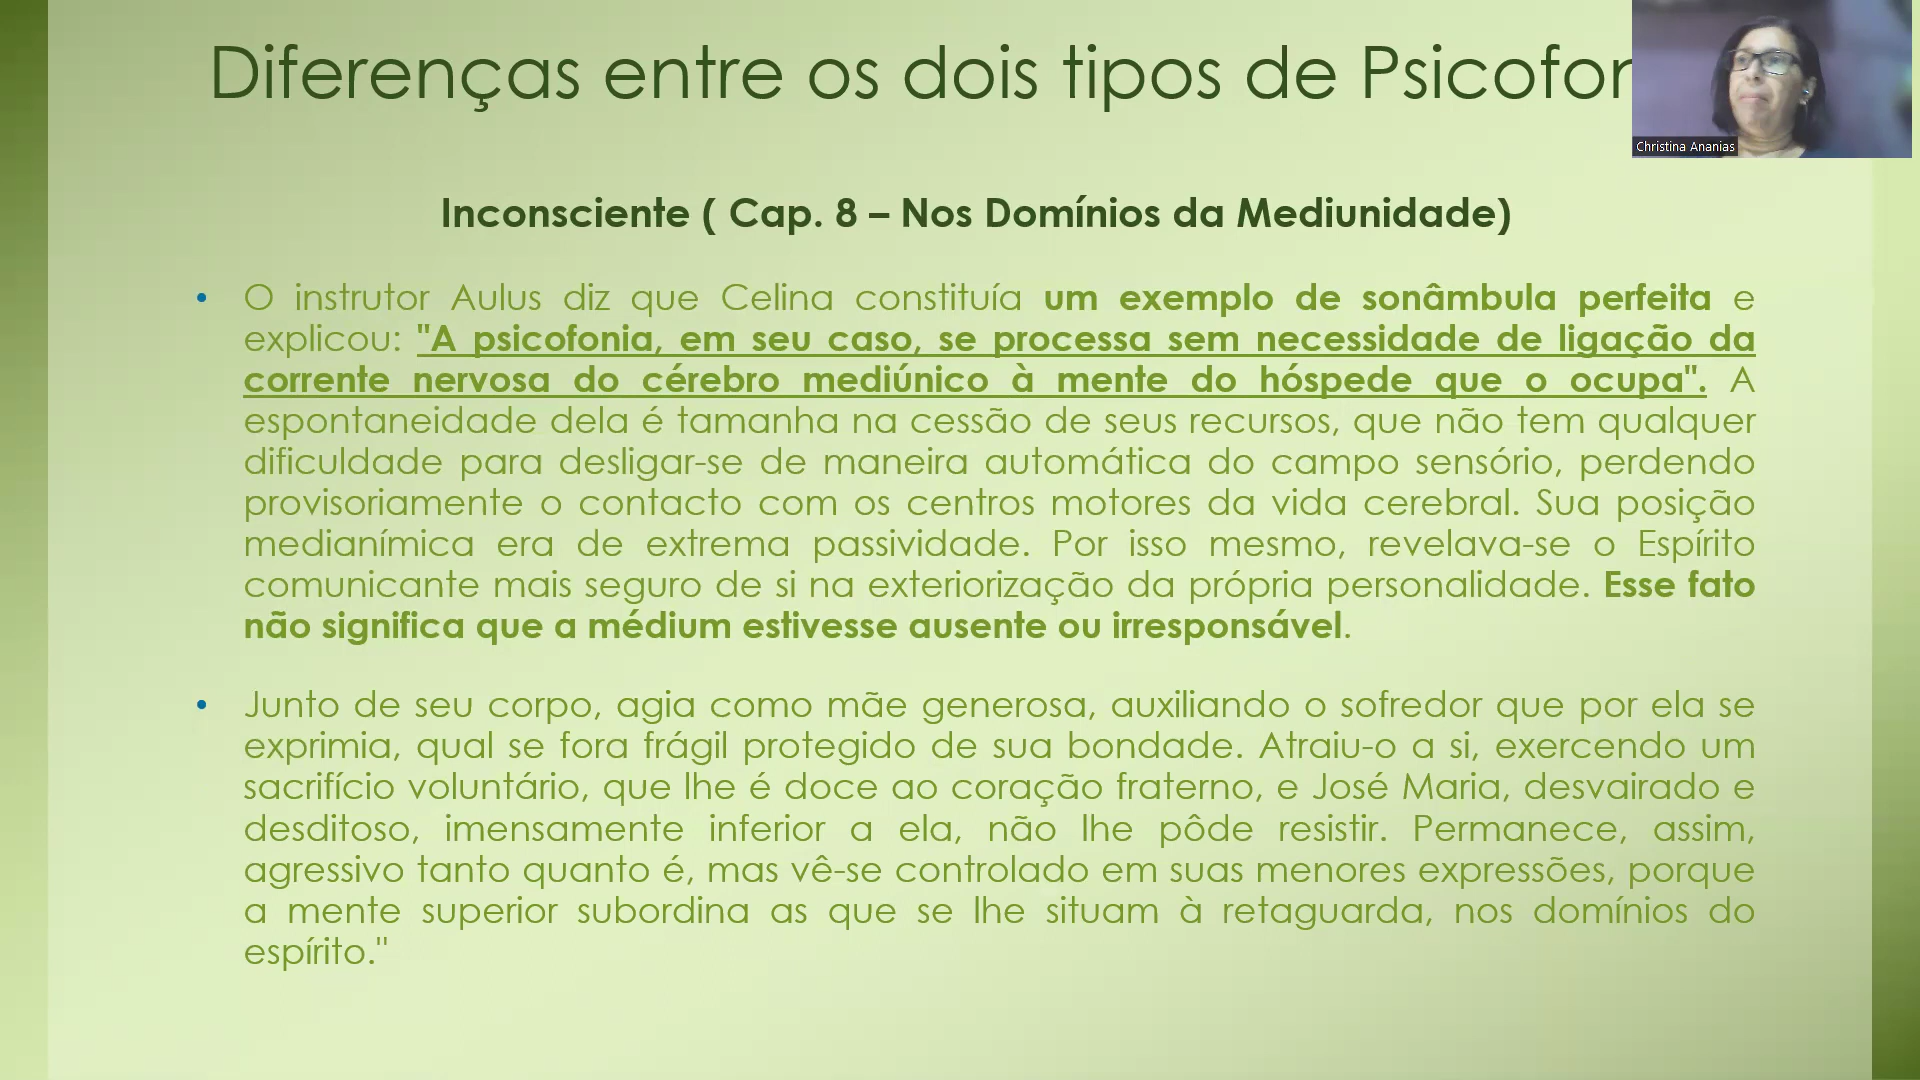 Diferenças entre os dois tipos de Psicofon
Christina Ananias
Inconsciente ( Cap. 8 – Nos Domínios da Mediunidade)
• O instrutor Aulus diz que Celina constituía um exemplo de sonâmbula perfeita e
explicou: "A psicofonia, em seu caso, se processa sem necessidade de ligação da
corrente nervosa do cérebro mediúnico à mente do hóspede que o ocupa". A
espontaneidade dela é tamanha na cessão de seus recursos, que não tem qualquer
dificuldade para desligar-se de maneira automática do campo sensório, perdendo
provisoriamente o contacto com os centros motores da vida cerebral. Sua posição
medianímica era de extrema passividade. Por isso mesmo, revelava-se o Espírito
comunicante mais seguro de si na exteriorização da própria personalidade. Esse fato
não significa que a médium estivesse ausente ou irresponsável.
• Junto de seu corpo, agia como mãe generosa, auxiliando o sofredor que por ela se
exprimia, qual se fora frágil protegido de sua bondade. Atraiu-o a si, exercendo um
sacrifício voluntário, que lhe é doce ao coração fraterno, e José Maria, desvairado e
desditoso, imensamente inferior a ela, não lhe pôde resistir. Permanece, assim,
agressivo tanto quanto é, mas vê-se controlado em suas menores expressões, porque
a mente superior subordina as que se lhe situam à retaguarda, nos domínios do
espírito."